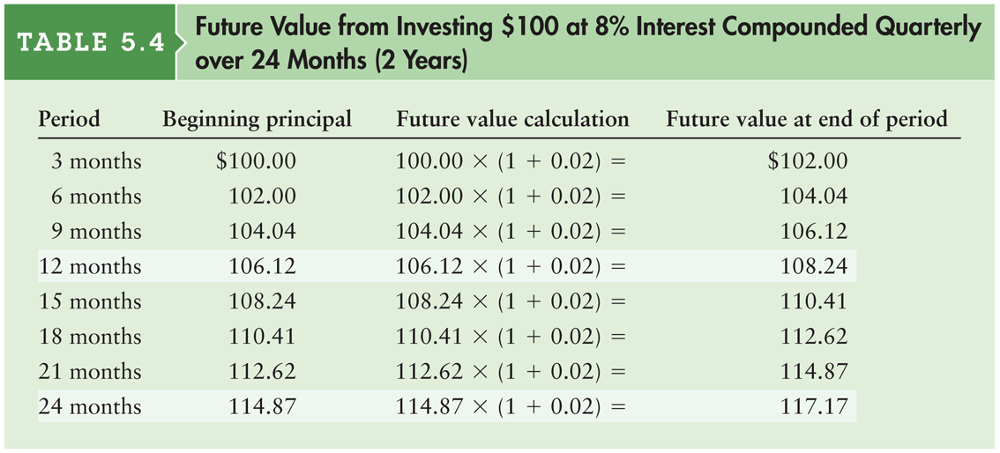 TABLE 5.4
Future Value from Investing $100 at 8% Interest Compounded Quarterly
over 24 Months (2 Years)
Period Beginning principal Future value calculation Future value at end of period
3 months $100.00 100.00 × (1 + 0.02) = $102.00
6 months 102.00 102.00 × (1 + 0.02) = 104.04
9 months 104.04 104.04 × (1 + 0.02) = 106.12
12 months 106.12 106.12 × (1 + 0.02) = 108.24
15 months 108.24 108.24 × (1 + 0.02) = 110.41
18 months 110.41 110.41 × (1 + 0.02) = 112.62
21 months 112.62 112.62 × (1 + 0.02) = 114.87
24 months 114.87 114.87 × (1 + 0.02) = 117.17